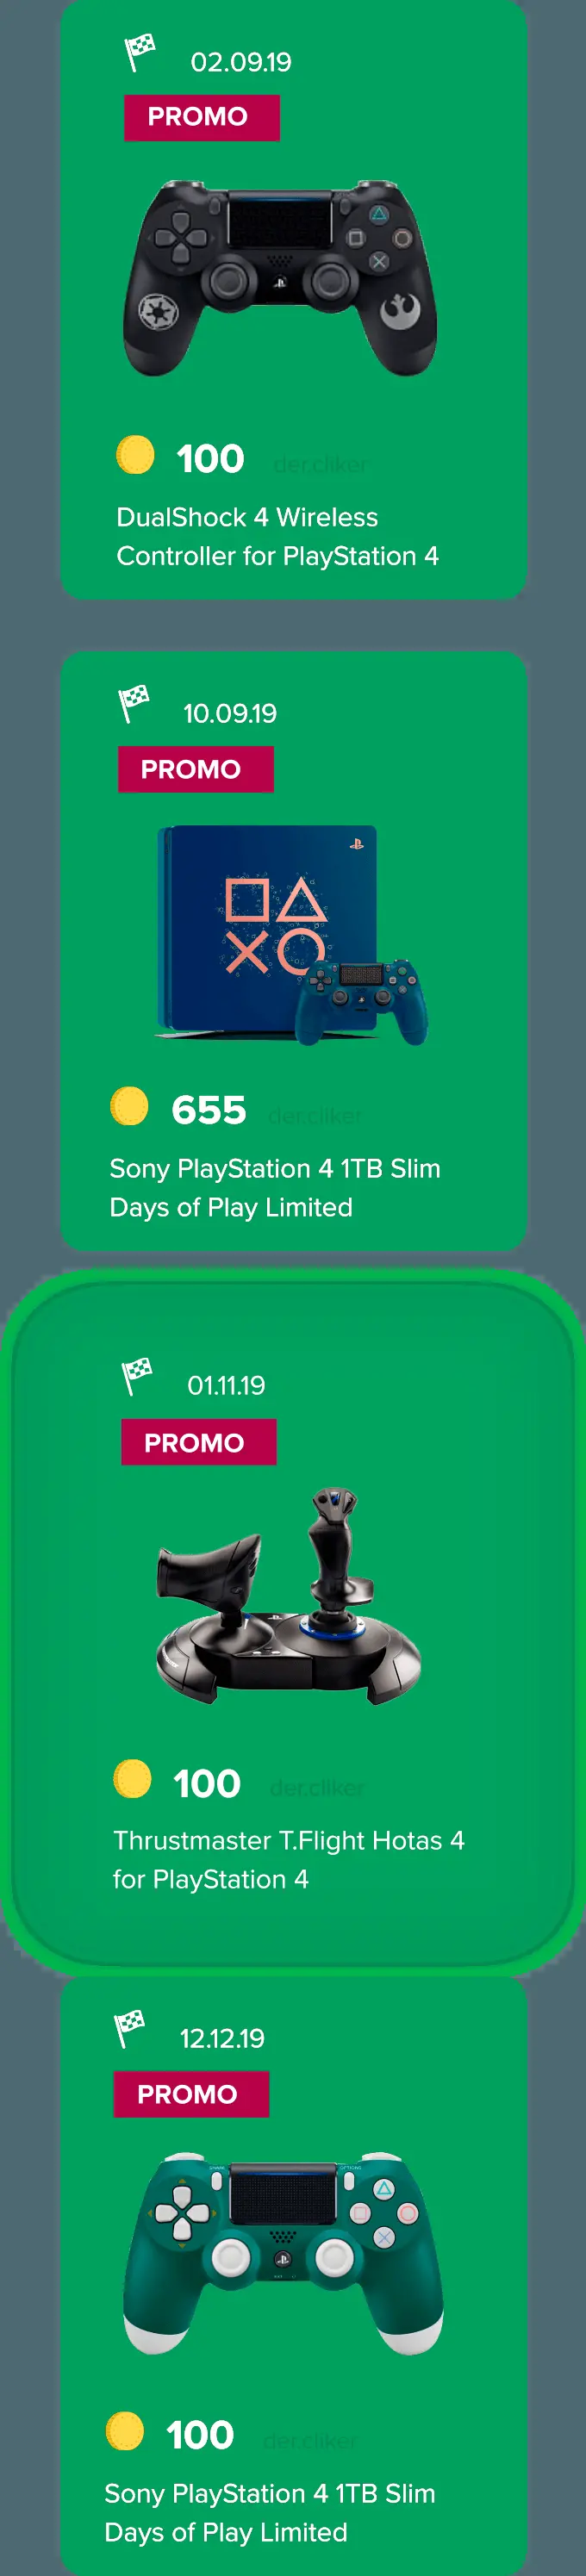 02.09.19
PROMO
100 der.cliker
DualShock 4 Wireless
Controller for PlayStation 4
10.09.19
PROMO
655 der.cliker
Sony PlayStation 4 1TB Slim
Days of Play Limited
01.11.19
PROMO
100 der.cliker
Thrustmaster T.Flight Hotas 4
for PlayStation 4
12.12.19
PROMO
SHARE OPTIONS
100 der.cliker
Sony PlayStation 4 1TB Slim
Days of Play Limited